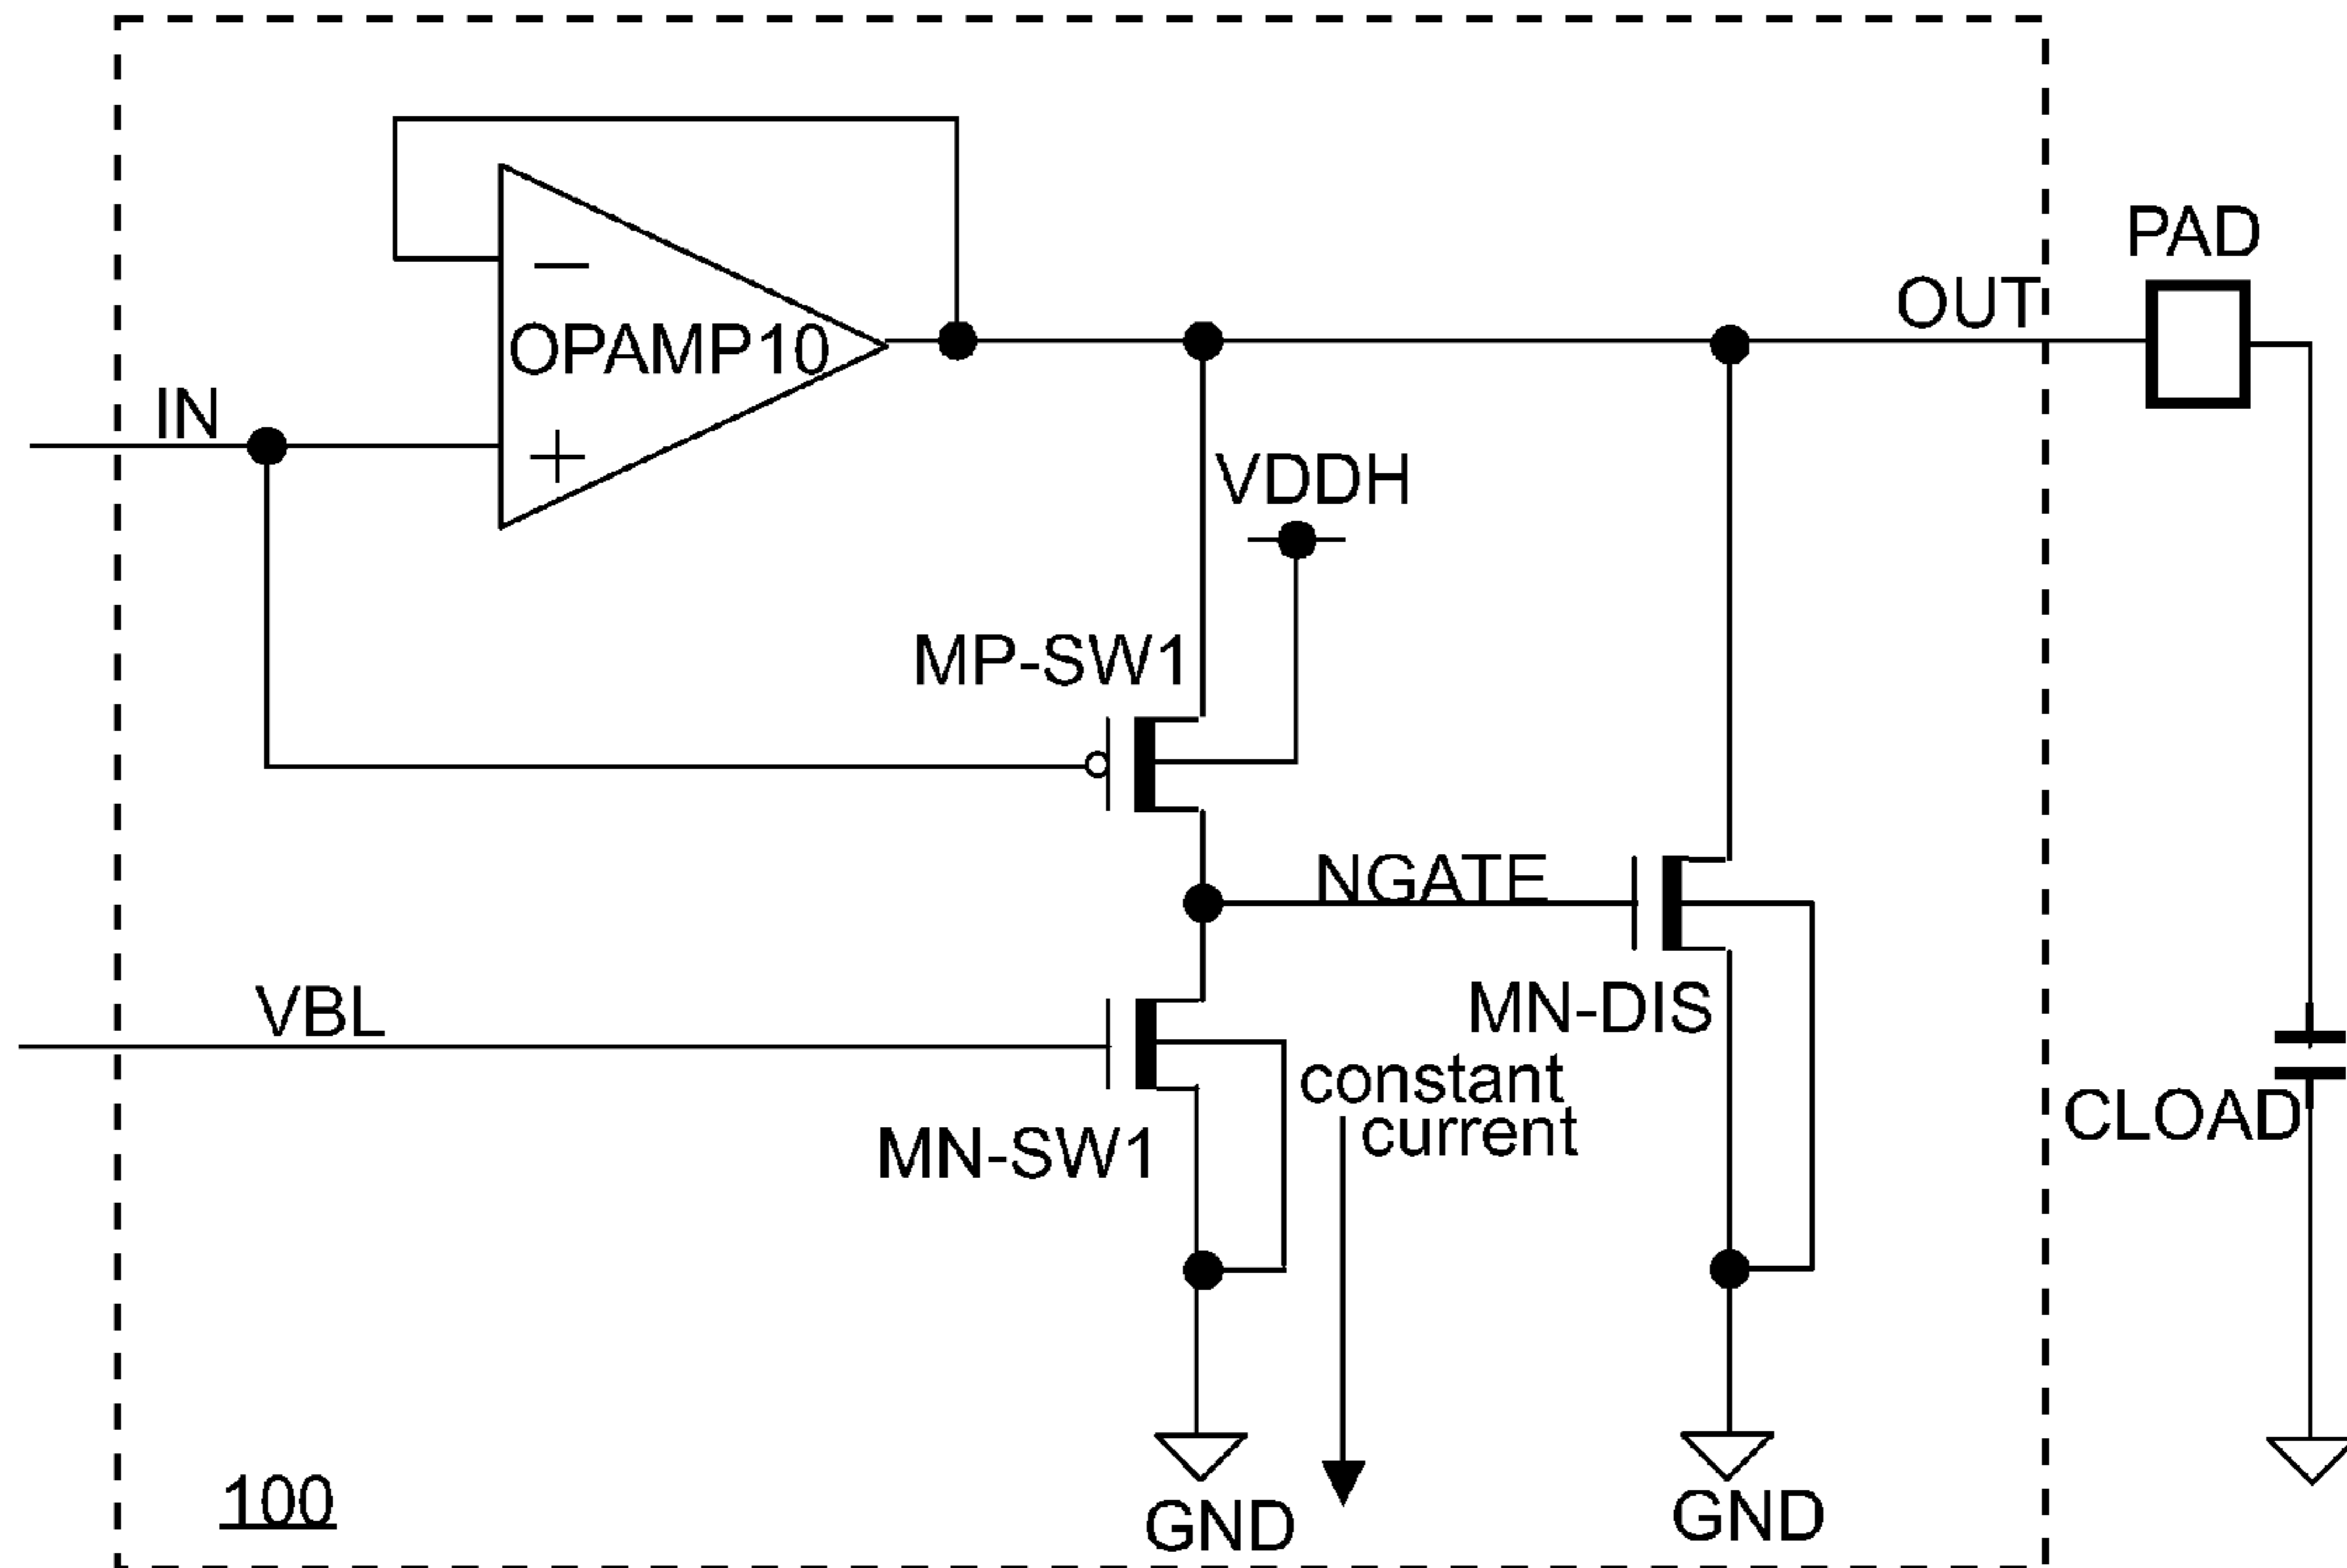 PAD
OUT
−
OPAMP10
IN
+
VDDH
MP-SW1
NGATE
VBL
MN-DIS
constant
current
CLOAD
MN-SW1
100
GND
GND